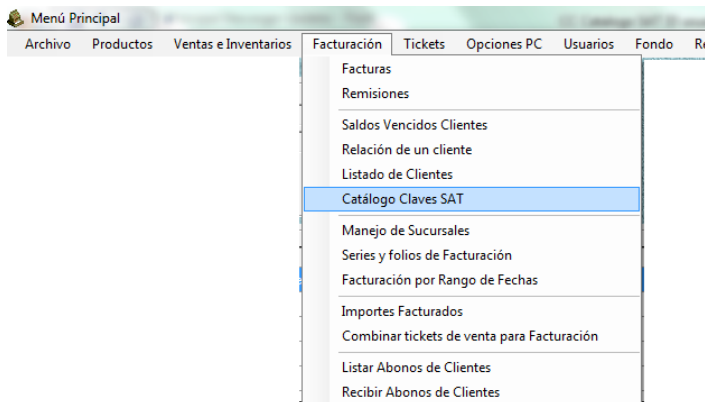 Menú Principal
Archivo Productos Ventas e Inventarios Facturación Tickets Opciones PC Usuarios Fondo
Facturas
Remisiones
Saldos Vencidos Clientes
Relación de un cliente
Listado de Clientes
Catálogo Claves SAT
Manejo de Sucursales
Series y folios de Facturación
Facturación por Rango de Fechas
Importes Facturados
Combinar tickets de venta para Facturación
Listar Abonos de Clientes
Recibir Abonos de Clientes